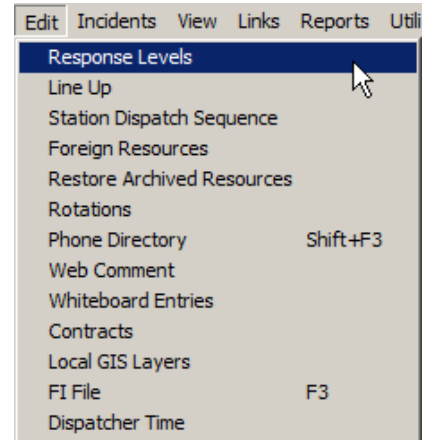 Edit Incidents View Links Reports Utili
Response Levels
Line Up
Station Dispatch Sequence
Foreign Resources
Restore Archived Resources
Rotations
Phone Directory Shift+F3
Web Comment
Whiteboard Entries
Contracts
Local GIS Layers
FI File F3
Dispatcher Time